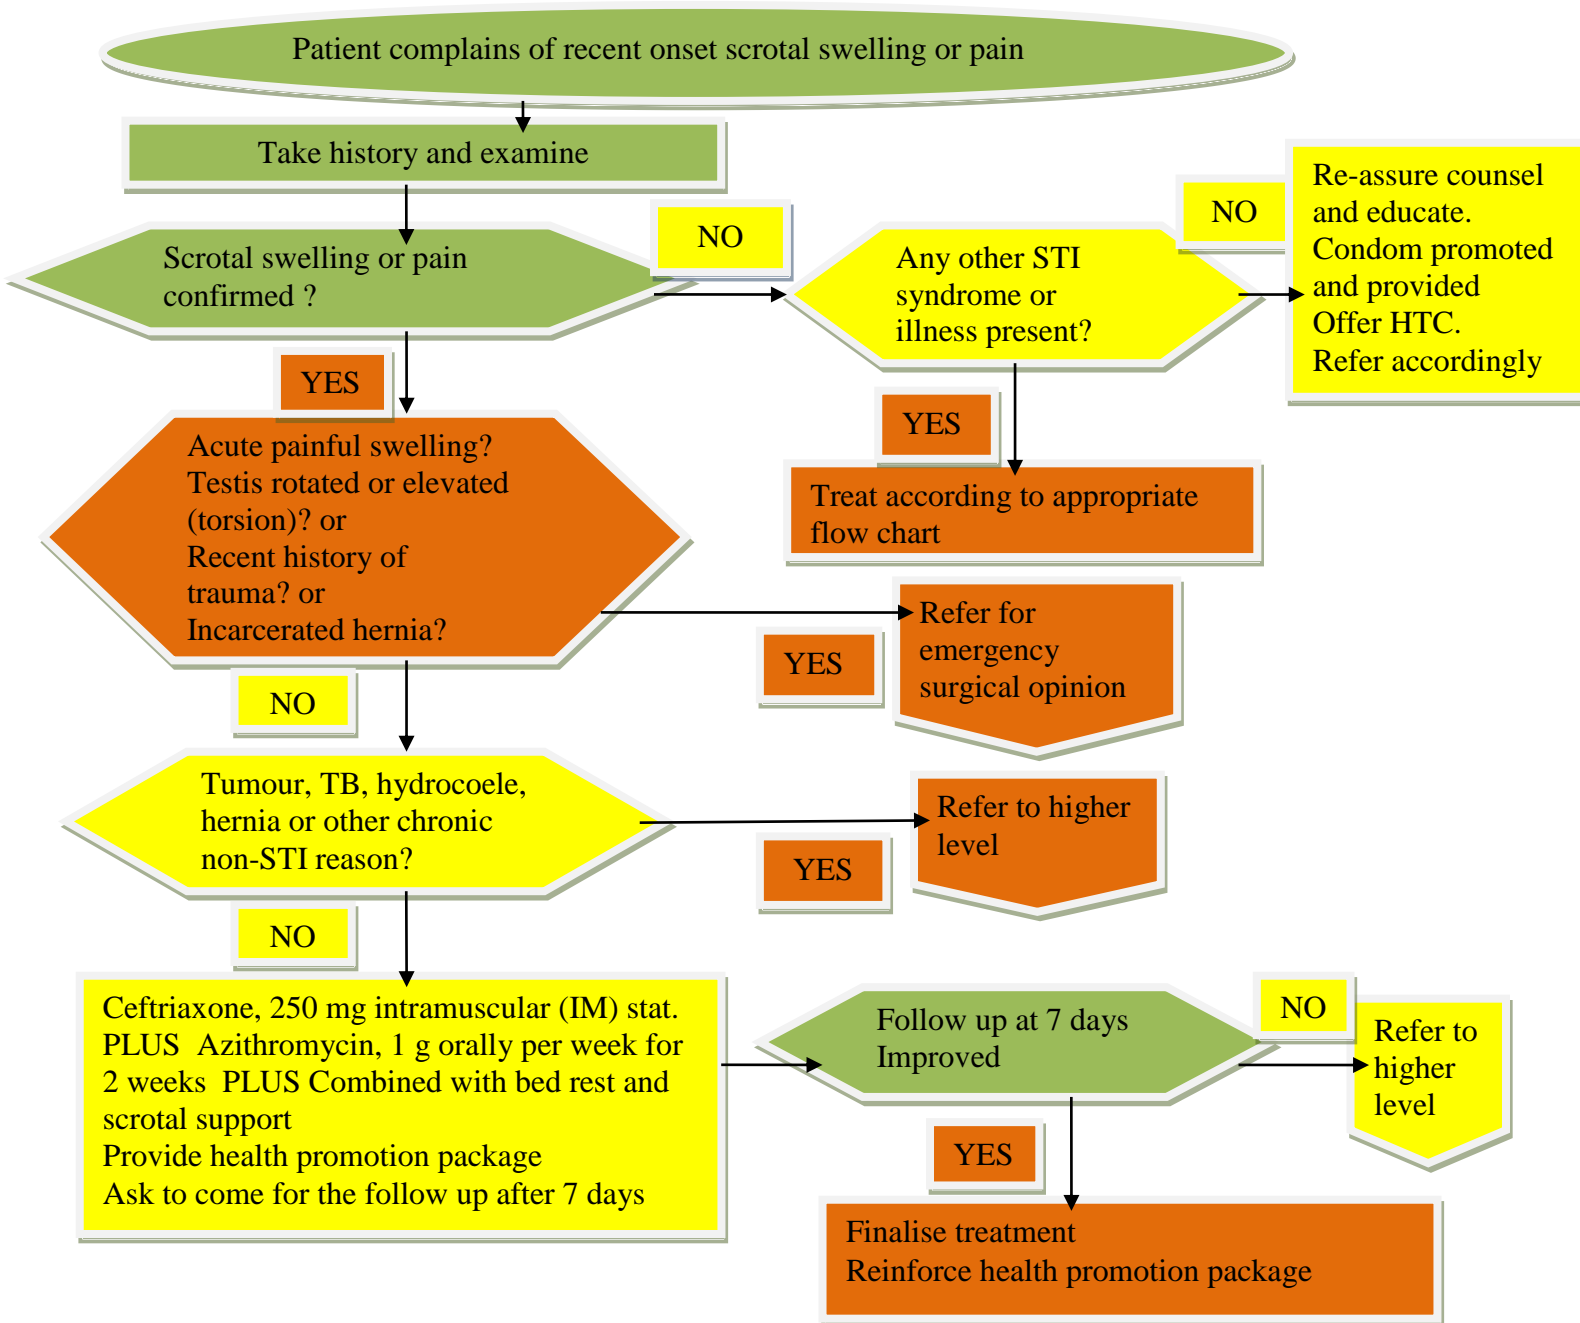 Patient complains of recent onset scrotal swelling or pain
Take history and examine
Scrotal swelling or pain
confirmed ?
NO
Any other STI
syndrome or
illness present?
NO
Re-assure counsel
and educate.
Condom promoted
and provided
Offer HTC.
Refer accordingly
YES
YES
Treat according to appropriate
flow chart
Acute painful swelling?
Testis rotated or elevated
(torsion)? or
Recent history of
trauma? or
Incarcerated hernia?
YES
Refer for
emergency
surgical opinion
NO
Tumour, TB, hydrocoele,
hernia or other chronic
non-STI reason?
YES
Refer to higher
level
NO
Ceftriaxone, 250 mg intramuscular (IM) stat.
PLUS Azithromycin, 1 g orally per week for
2 weeks PLUS Combined with bed rest and
scrotal support
Provide health promotion package
Ask to come for the follow up after 7 days
Follow up at 7 days
Improved
NO
Refer to
higher
level
YES
Finalise treatment
Reinforce health promotion package